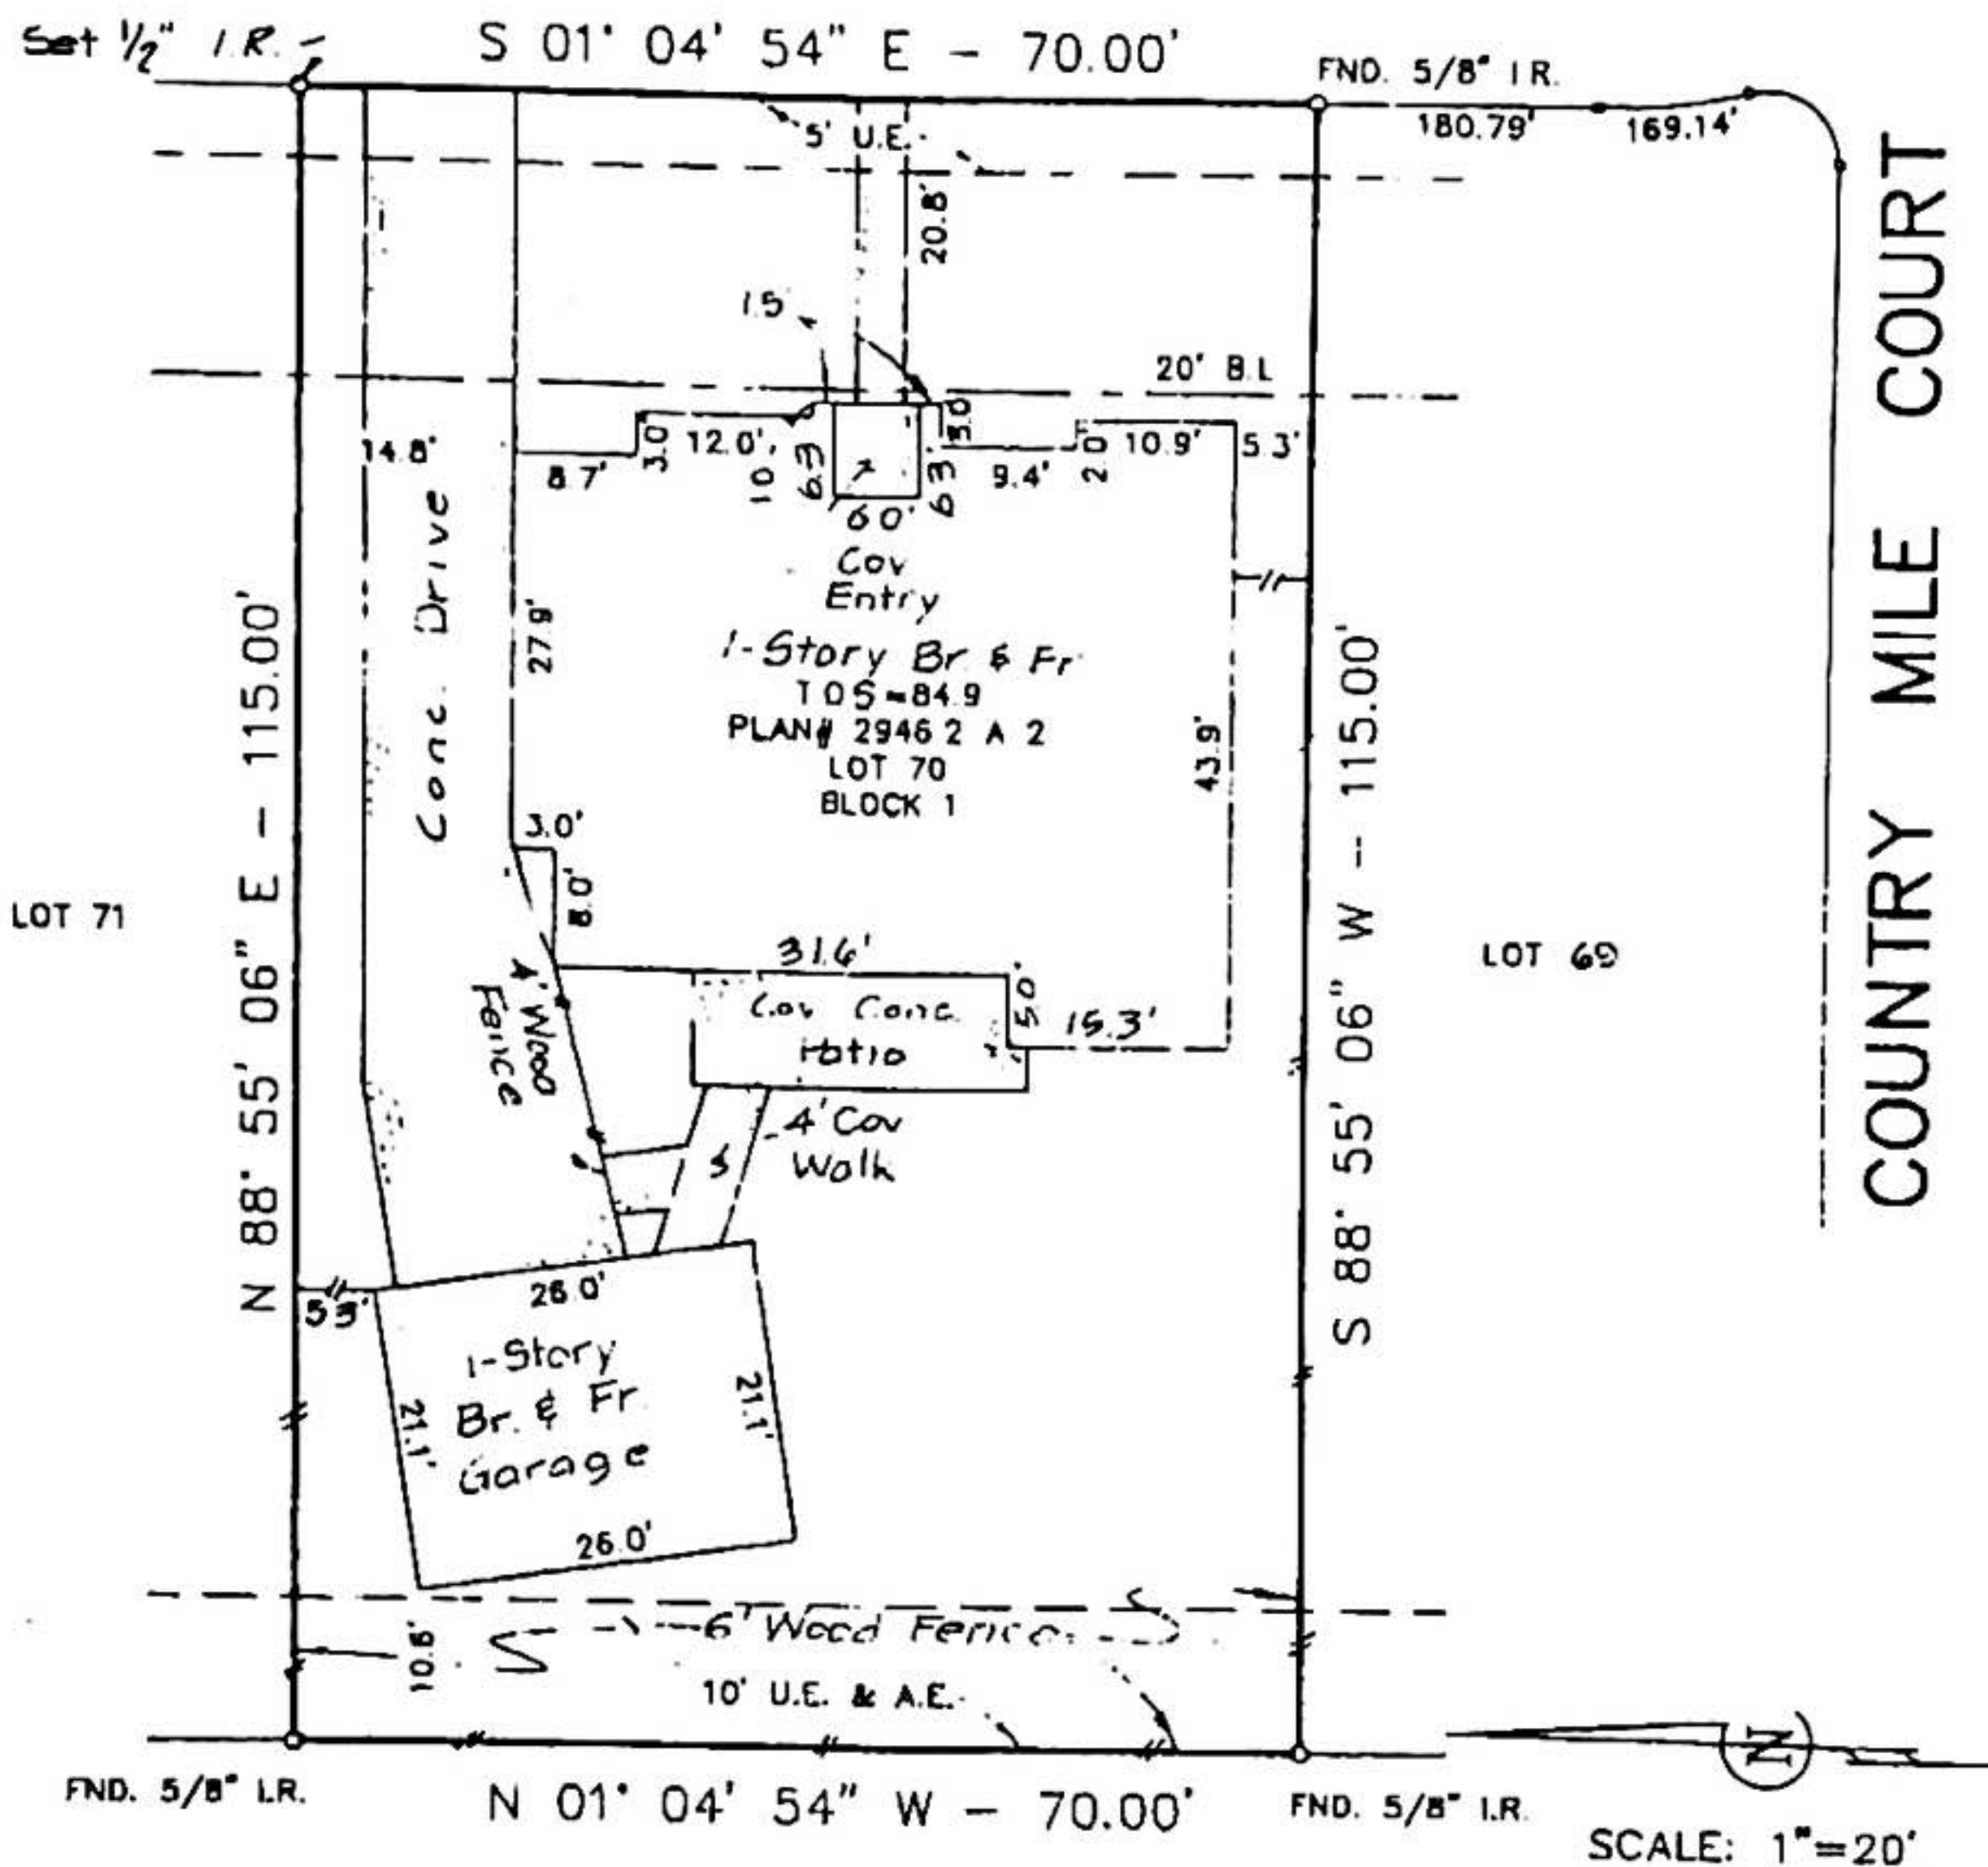 Set 1/2" I.R.
S 01° 04' 54" E - 70.00'
FND. 5/8" I R.
180.79'
169.14'
5' U.E.
20.8'
1.5
20' B.L
14.8'
8.7'
3.0'
12.0'
10
6.3
6.3
3.0
9.4'
2.0
10.9'
5.3'
60'
Cov
Entry
1-Story Br & Fr
TOS=84.9
PLAN# 2946 2 A 2
LOT 70
BLOCK 1
Conc. Drive
27.9'
43.9'
3.0'
8.0'
N 88° 55' 06" E - 115.00'
S 88° 55' 06" W - 115.00'
COUNTRY MILE COURT
LOT 71
LOT 69
31.6'
Cov Conc
Patio
5.0'
15.3'
4' Wood
Fence
4' Cov
Walk
5.3'
26.0'
1-Story
Br. & Fr.
Garage
21.1'
21.1'
26.0'
6' Wood Fence
10' U.E. & A.E.
FND. 5/8" I.R.
N 01° 04' 54" W - 70.00'
FND. 5/8" I.R.
N
SCALE: 1"=20'